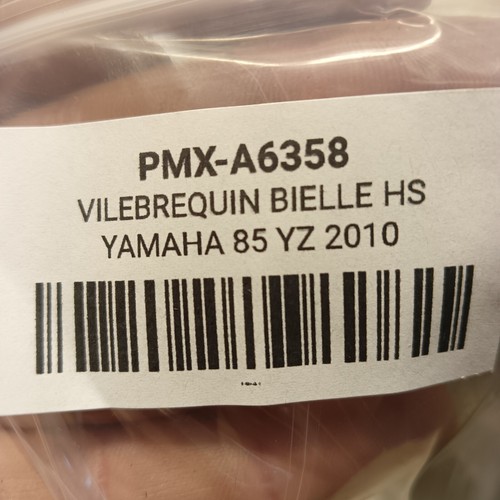 PMX-A6358
VILEBREQUIN BIELLE HS
YAMAHA 85 YZ 2010